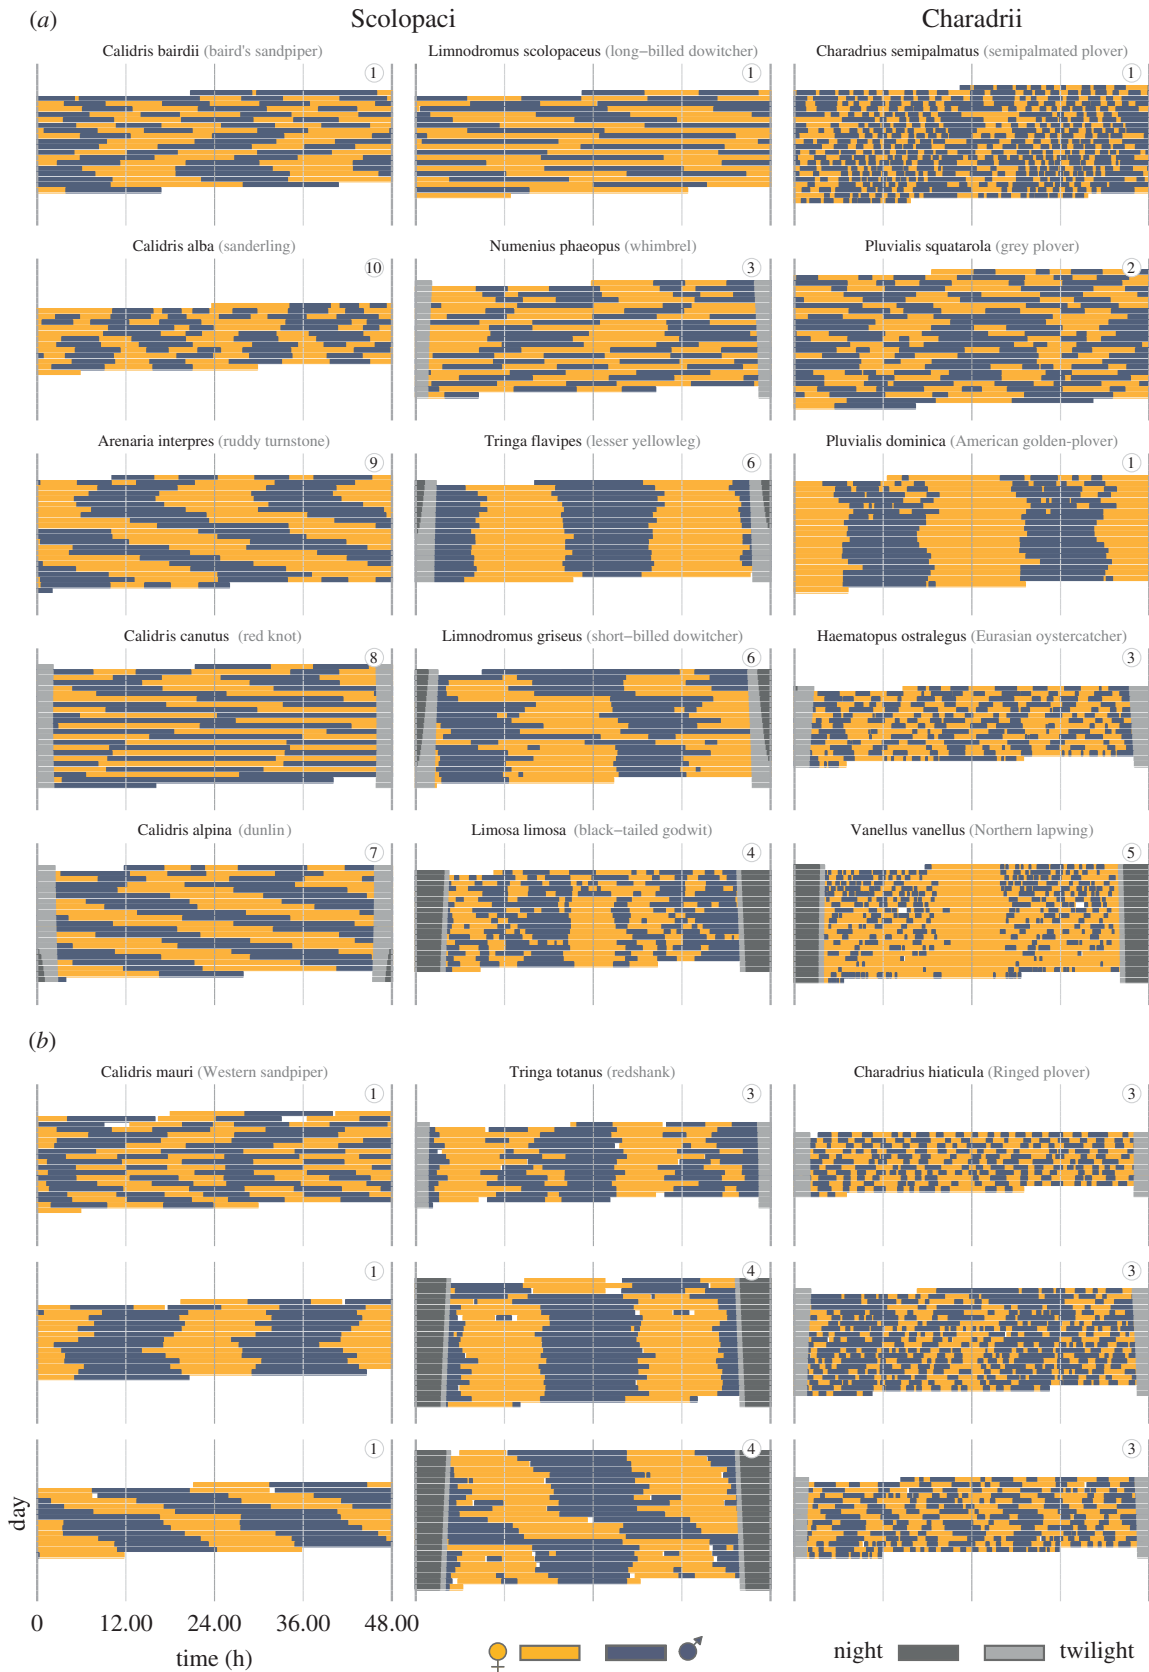 (a) Scolopaci Charadrii
Calidris bairdii (baird's sandpiper) Limnodromus scolopaceus (long−billed dowitcher) Charadrius semipalmatus (semipalmated plover)
1 1 1
Calidris alba (sanderling) Numenius phaeopus (whimbrel) Pluvialis squatarola (grey plover)
10 3 2
Arenaria interpres (ruddy turnstone) Tringa flavipes (lesser yellowleg) Pluvialis dominica (American golden-plover)
9 6 1
Calidris canutus (red knot) Limnodromus griseus (short−billed dowitcher) Haematopus ostralegus (Eurasian oystercatcher)
8 6 3
Calidris alpina (dunlin) Limosa limosa (black−tailed godwit) Vanellus vanellus (Northern lapwing)
7 4 5
(b)
Calidris mauri (Western sandpiper) Tringa totanus (redshank) Charadrius hiaticula (Ringed plover)
1 3 3
1 4 3
1 4 3
day
0 12.00 24.00 36.00 48.00
time (h) ♀ ♂ night twilight